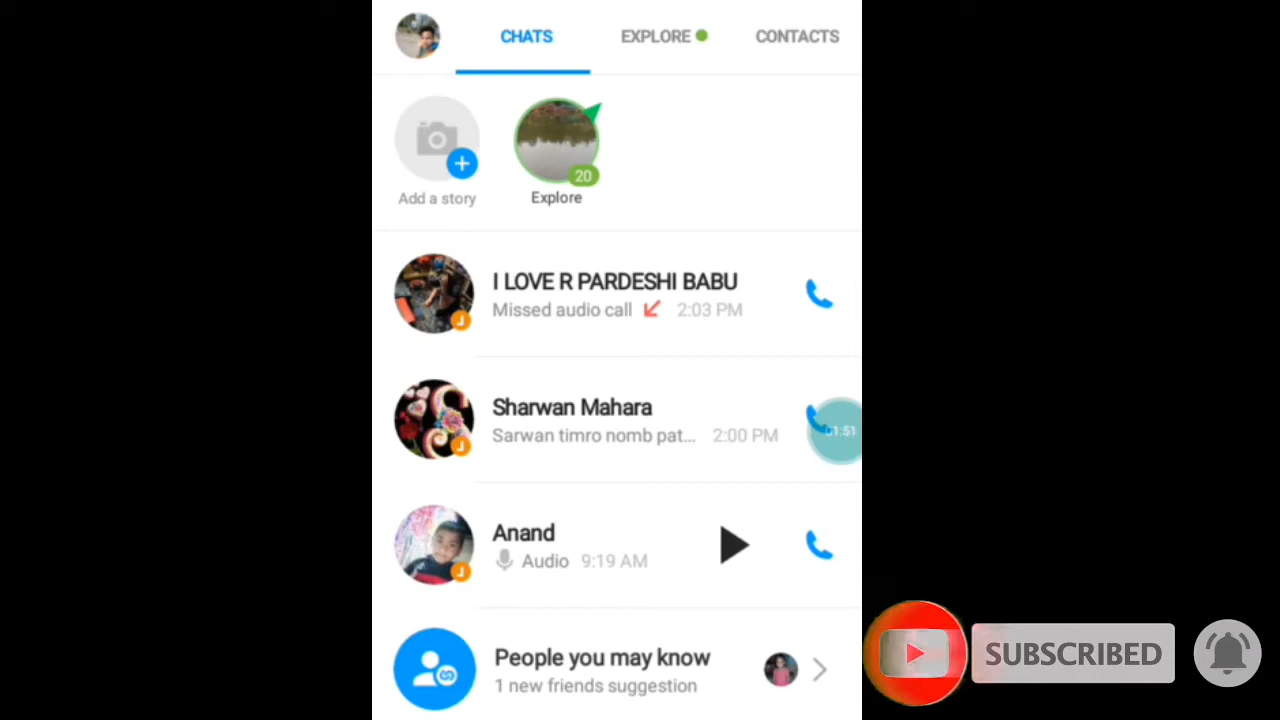 CHATS EXPLORE CONTACTS
20
Add a story Explore
I LOVE R PARDESHI BABU
Missed audio call 2:03 PM
Sharwan Mahara
Sarwan timro nomb pat... 2:00 PM
01:51
Anand
Audio 9:19 AM
People you may know
1 new friends suggestion
SUBSCRIBED